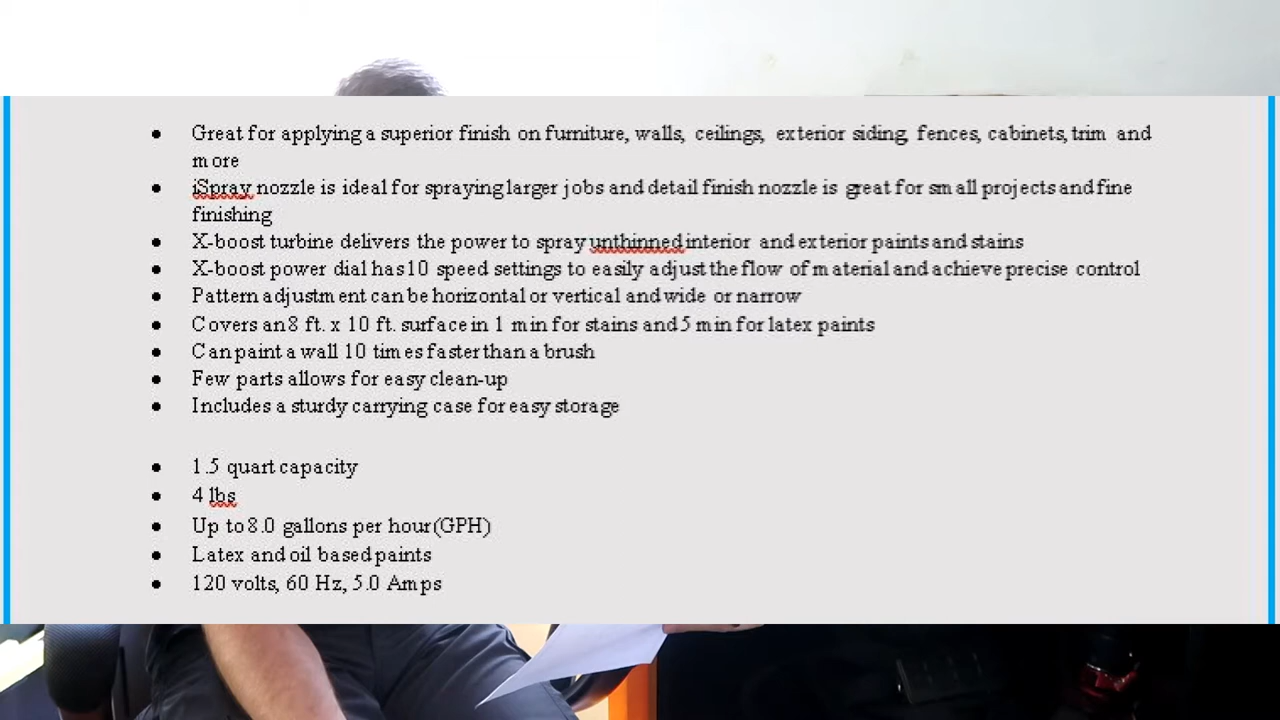 Great for applying a superior finish on furniture, walls, ceilings, exterior siding, fences, cabinets, trim and
more
iSpray nozzle is ideal for spraying larger jobs and detail finish nozzle is great for small projects and fine
finishing
X-boost turbine delivers the power to spray unthinned interior and exterior paints and stains
X-boost power dial has 10 speed settings to easily adjust the flow of material and achieve precise control
Pattern adjustment can be horizontal or vertical and wide or narrow
Covers an 8 ft. x 10 ft. surface in 1 min for stains and 5 min for latex paints
Can paint a wall 10 times faster than a brush
Few parts allows for easy clean-up
Includes a sturdy carrying case for easy storage
1.5 quart capacity
4 lbs
Up to 8.0 gallons per hour (GPH)
Latex and oil based paints
120 volts, 60 Hz, 5.0 Amps